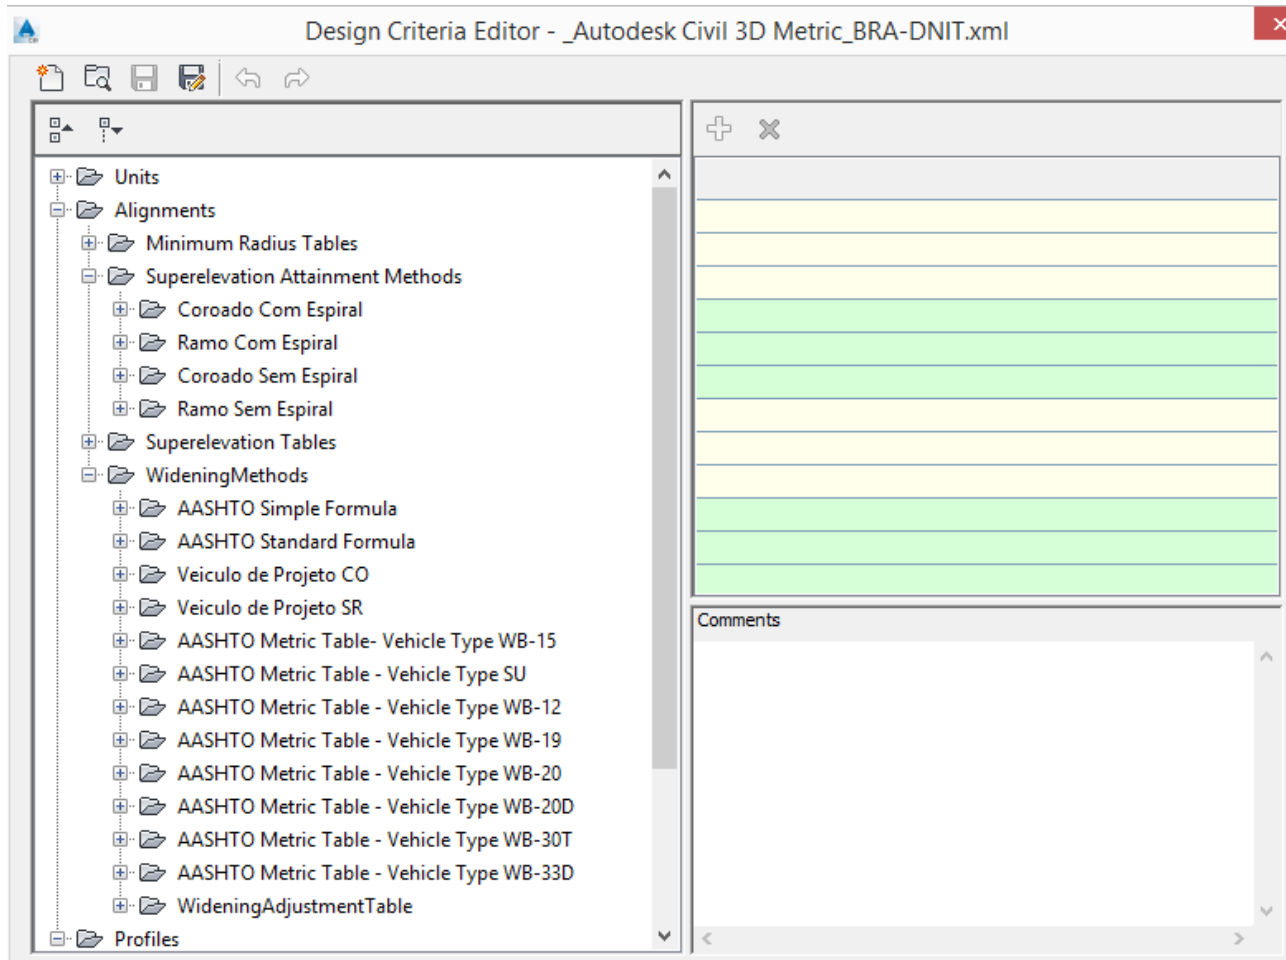 Design Criteria Editor - _Autodesk Civil 3D Metric_BRA-DNIT.xml
Units
Alignments
Minimum Radius Tables
Superelevation Attainment Methods
Coroado Com Espiral
Ramo Com Espiral
Coroado Sem Espiral
Ramo Sem Espiral
Superelevation Tables
WideningMethods
AASHTO Simple Formula
AASHTO Standard Formula
Veiculo de Projeto CO
Veiculo de Projeto SR
AASHTO Metric Table- Vehicle Type WB-15
AASHTO Metric Table - Vehicle Type SU
AASHTO Metric Table - Vehicle Type WB-12
AASHTO Metric Table - Vehicle Type WB-19
AASHTO Metric Table - Vehicle Type WB-20
AASHTO Metric Table - Vehicle Type WB-20D
AASHTO Metric Table - Vehicle Type WB-30T
AASHTO Metric Table - Vehicle Type WB-33D
WideningAdjustmentTable
Profiles
Comments